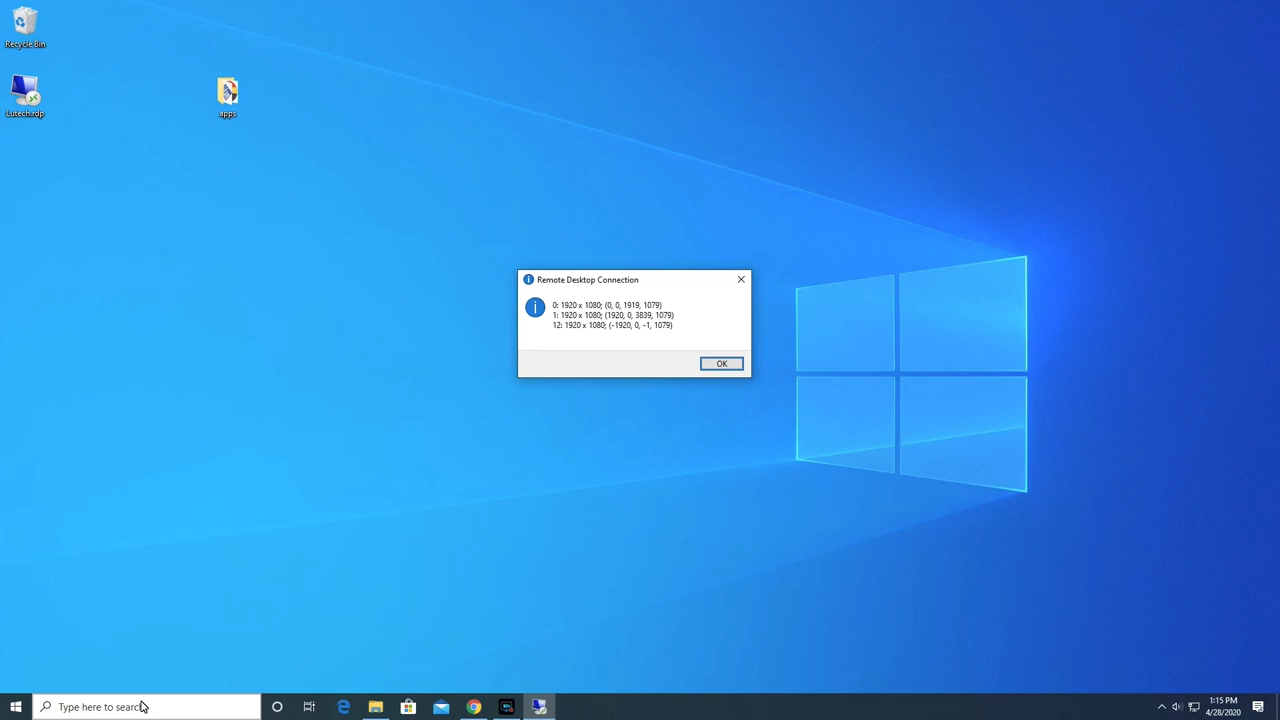 Recycle Bin
Lutech.rdp
apps
Remote Desktop Connection
0: 1920 x 1080; (0, 0, 1919, 1079)
1: 1920 x 1080; (1920, 0, 3839, 1079)
12: 1920 x 1080; (-1920, 0, -1, 1079)
OK
Type here to search
1:15 PM
4/28/2020